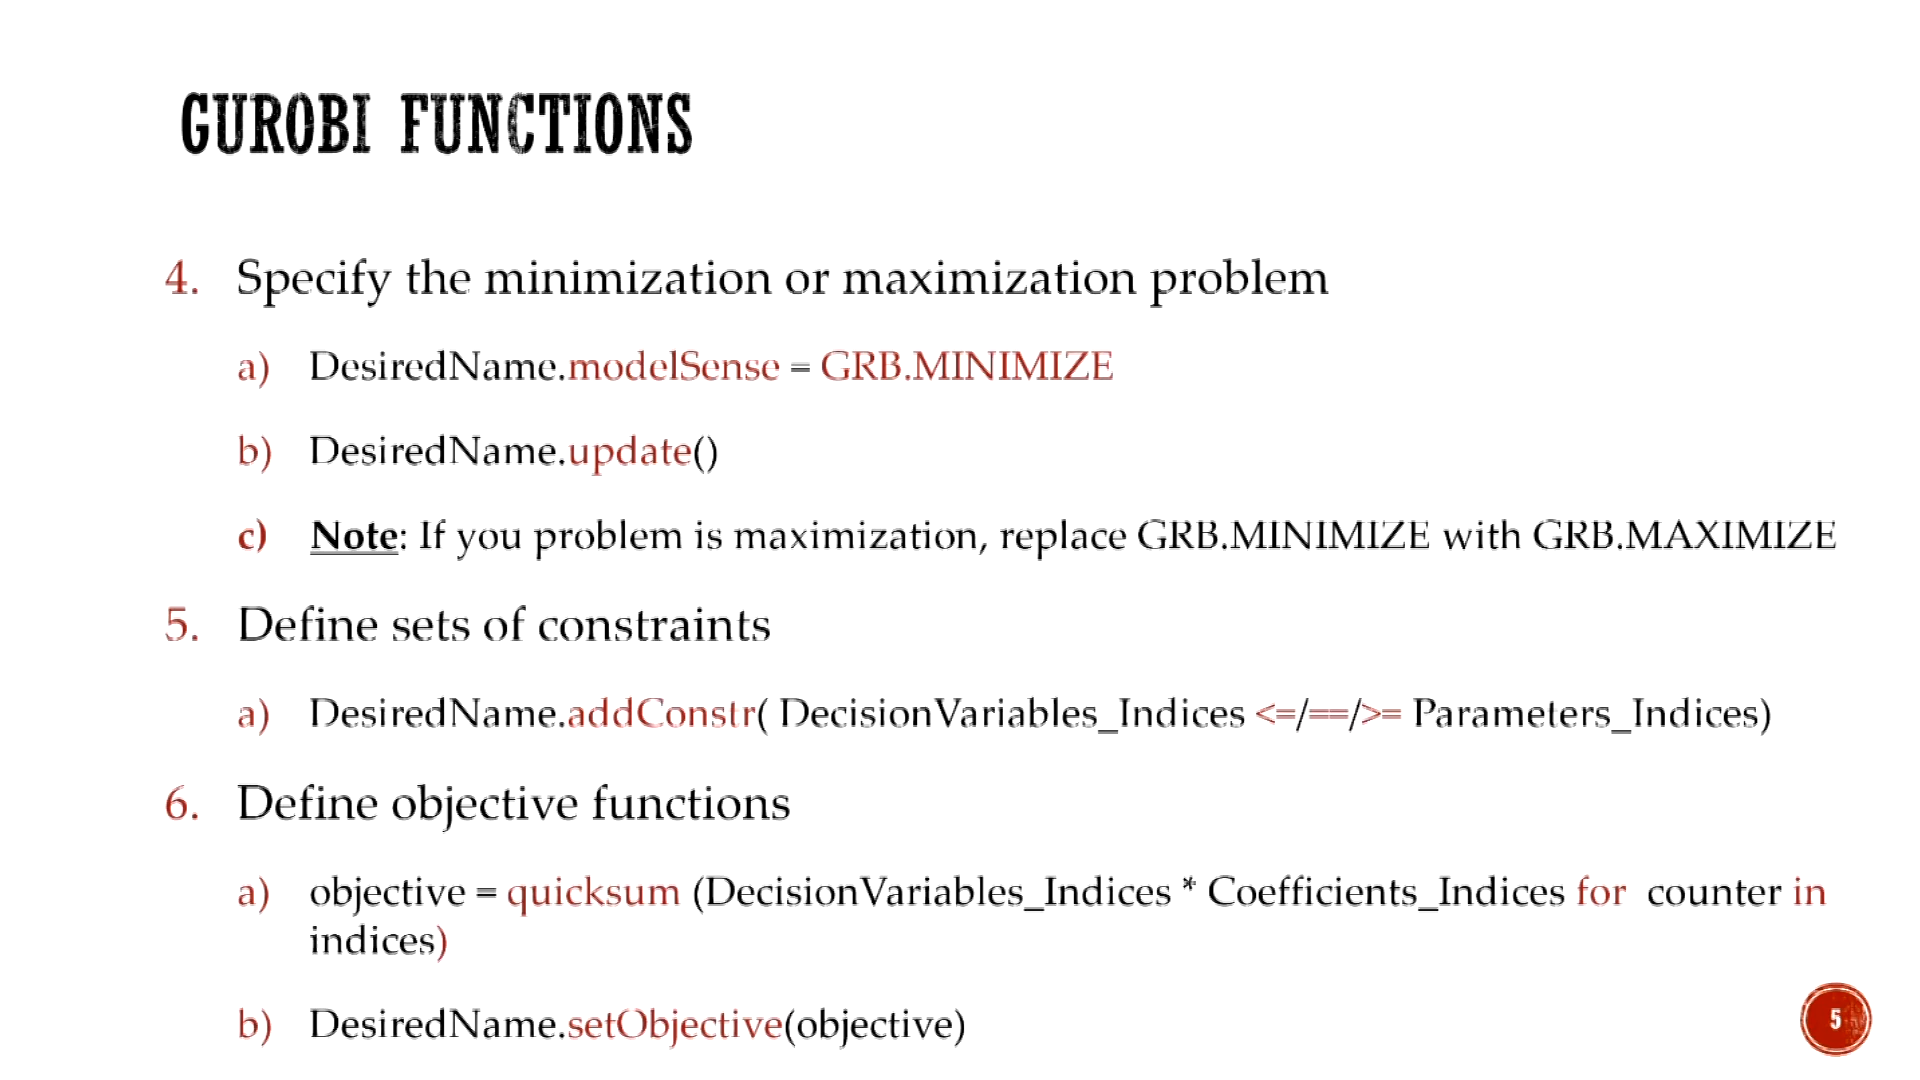 GUROBI FUNCTIONS
4. Specify the minimization or maximization problem
a) DesiredName.modelSense = GRB.MINIMIZE
b) DesiredName.update()
c) Note: If you problem is maximization, replace GRB.MINIMIZE with GRB.MAXIMIZE
5. Define sets of constraints
a) DesiredName.addConstr( DecisionVariables_Indices <=/==/>= Parameters_Indices)
6. Define objective functions
a) objective = quicksum (DecisionVariables_Indices * Coefficients_Indices for counter in
indices)
b) DesiredName.setObjective(objective)
5